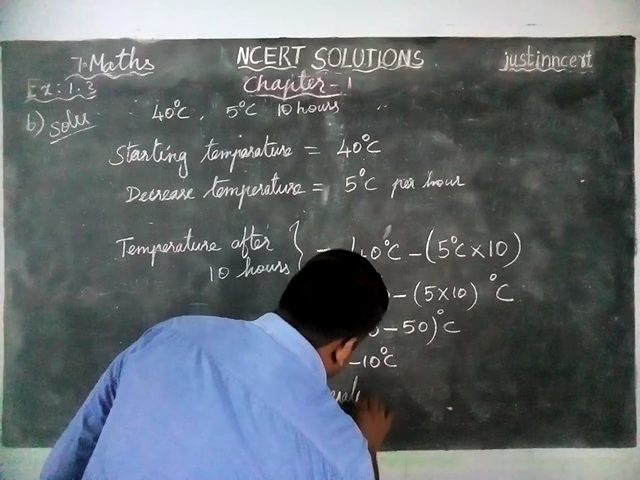 7.Maths NCERT SOLUTIONS justinncert
Ex: 1.3 Chapter-1
b) Solu 40°C, 5°C 10 hours
Starting temperature = 40°C
Decrease temperature = 5°C per hour
Temperature after
10 hours } = 40°C - (5°C × 10)
- (5×10) °C
- 50)°C
-10°C